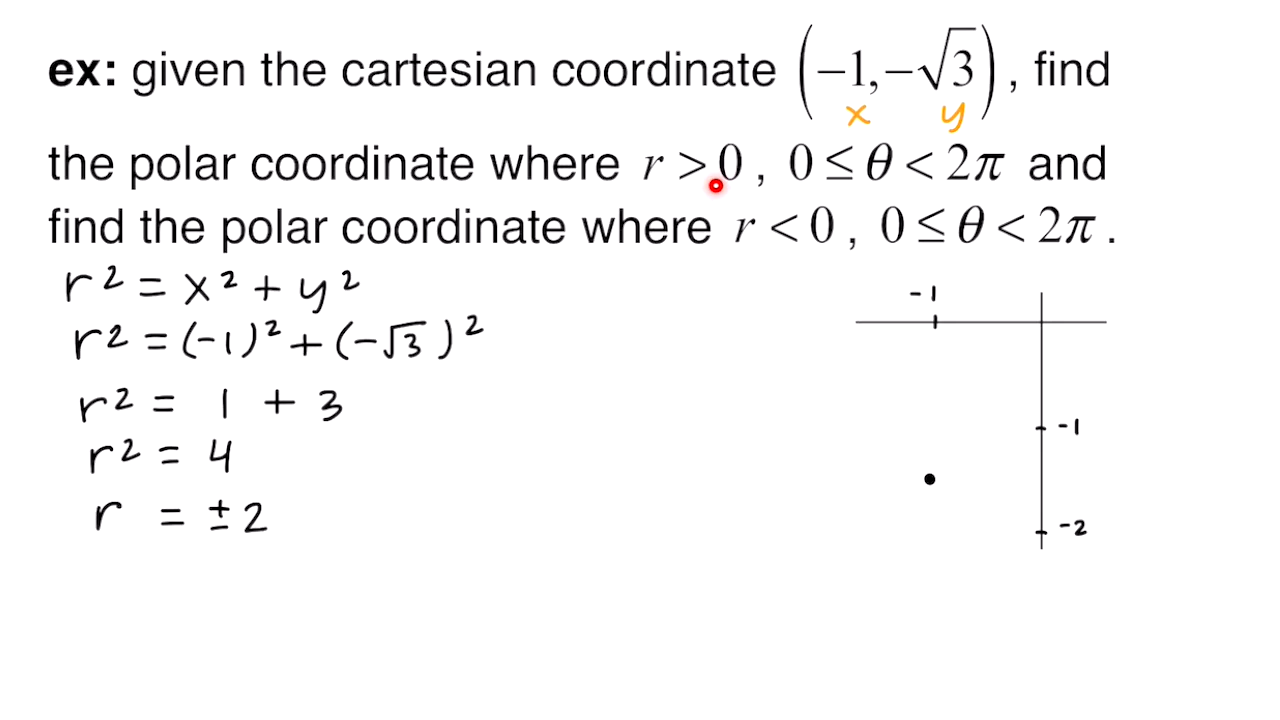 ex: given the cartesian coordinate (−1,−√3), find
x y
the polar coordinate where r > 0, 0 ≤ θ < 2π and
find the polar coordinate where r < 0, 0 ≤ θ < 2π.
r² = x² + y²
r² = (-1)² + (-√3)²
r² = 1 + 3
r² = 4
r = ±2
-1
-1
-2